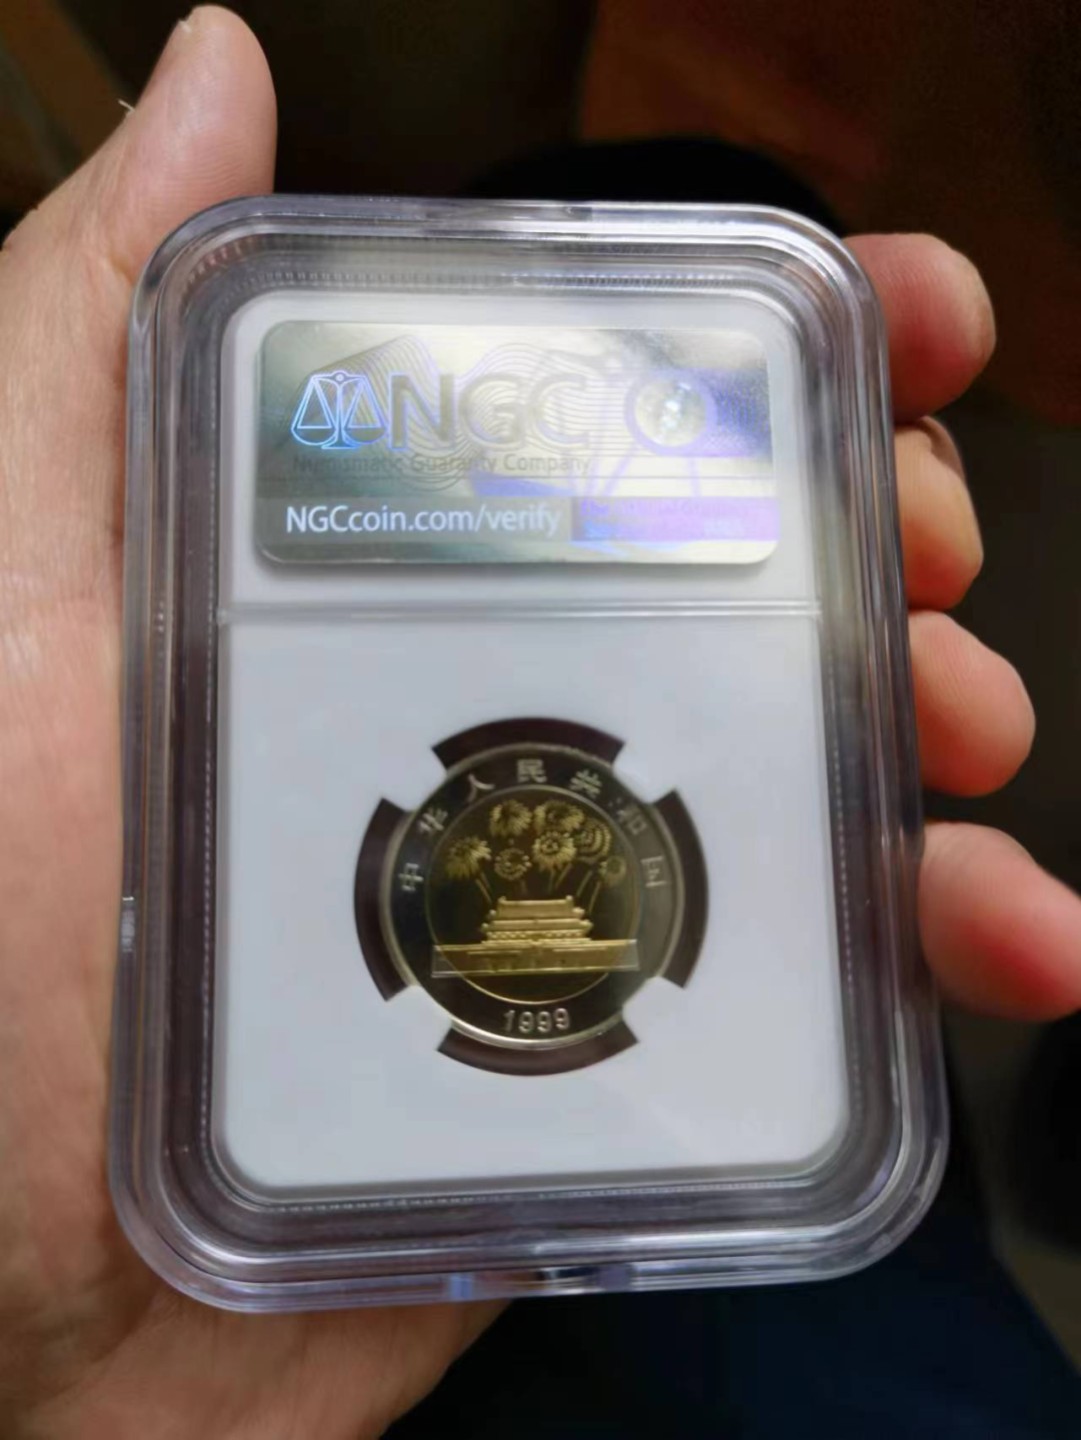 NGC
Numismatic Guaranty Company
NGCcoin.com/verify
中华人民共和国
1999